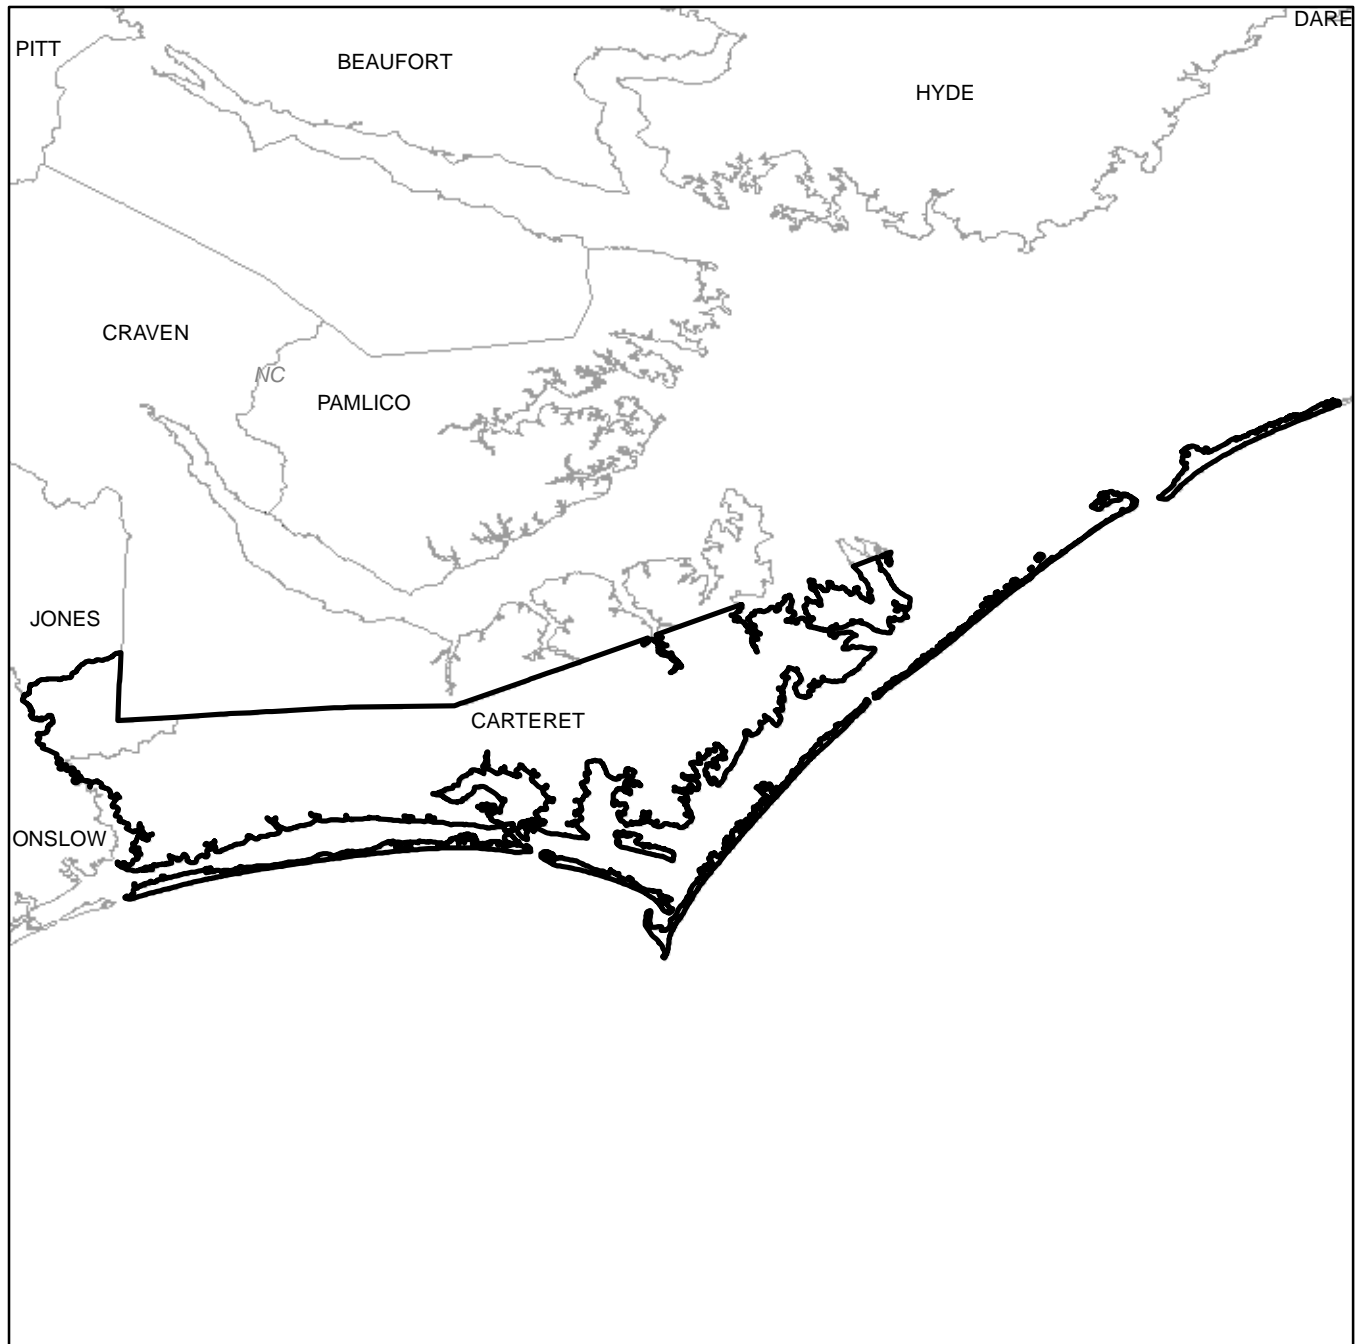 DARE
PITT
BEAUFORT
HYDE
CRAVEN
NC
PAMLICO
JONES
CARTERET
ONSLOW